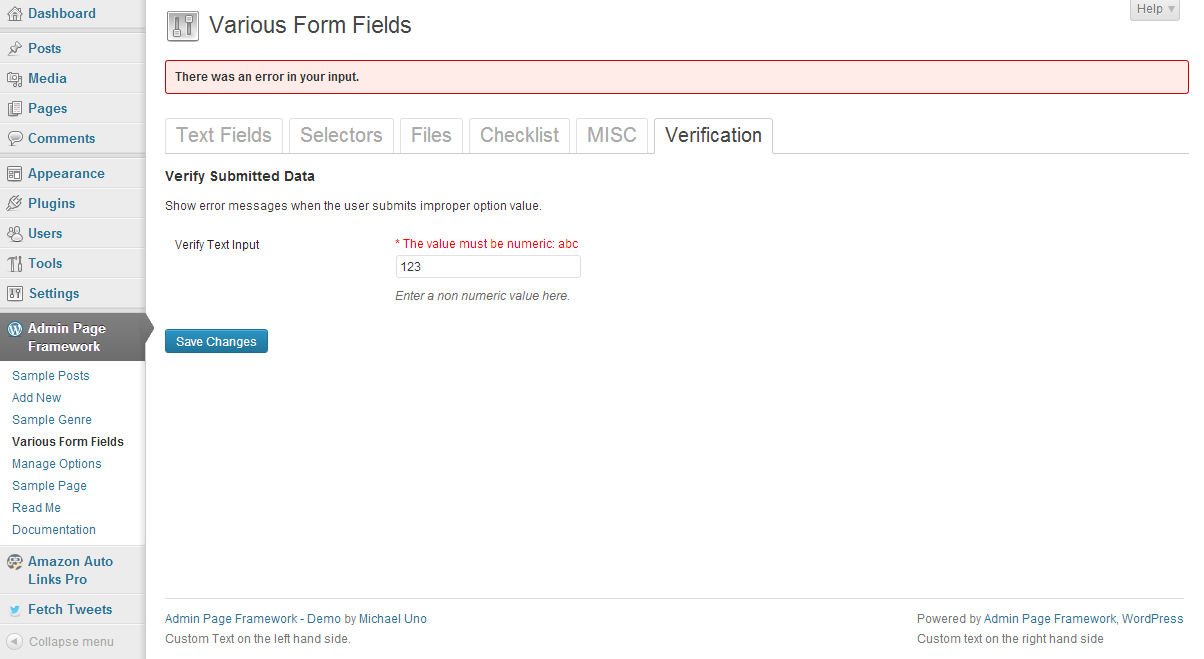 Dashboard
Posts
Media
Pages
Comments
Appearance
Plugins
Users
Tools
Settings
Admin Page
Framework
Sample Posts
Add New
Sample Genre
Various Form Fields
Manage Options
Sample Page
Read Me
Documentation
Amazon Auto
Links Pro
Fetch Tweets
Collapse menu
Help
Various Form Fields
There was an error in your input.
Text Fields Selectors Files Checklist MISC Verification
Verify Submitted Data
Show error messages when the user submits improper option value.
Verify Text Input
* The value must be numeric: abc
123
Enter a non numeric value here.
Save Changes
Admin Page Framework - Demo by Michael Uno
Custom Text on the left hand side.
Powered by Admin Page Framework, WordPress
Custom text on the right hand side